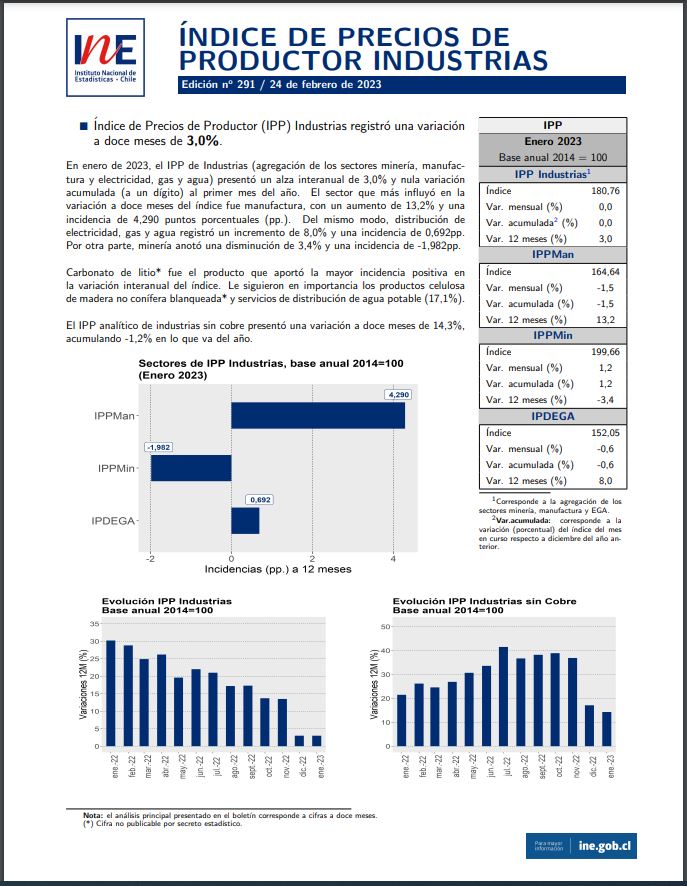 INE
Instituto Nacional de
Estadísticas - Chile
ÍNDICE DE PRECIOS DE
PRODUCTOR INDUSTRIAS
Edición nº 291 / 24 de febrero de 2023
Índice de Precios de Productor (IPP) Industrias registró una variación
a doce meses de 3,0%.
En enero de 2023, el IPP de Industrias (agregación de los sectores minería, manufac-
tura y electricidad, gas y agua) presentó un alza interanual de 3,0% y nula variación
acumulada (a un dígito) al primer mes del año. El sector que más influyó en la
variación a doce meses del índice fue manufactura, con un aumento de 13,2% y una
incidencia de 4,290 puntos porcentuales (pp.). Del mismo modo, distribución de
electricidad, gas y agua registró un incremento de 8,0% y una incidencia 0,692pp.
Por otra parte, minería anotó una disminución de 3,4% y una incidencia de -1,982pp.
Carbonato de litio* fue el producto que aportó la mayor incidencia positiva en
la variación interanual del índice. Le siguieron en importancia los productos celulosa
de madera no conífera blanqueada* y servicios de distribución de agua potable (17,1%).
El IPP analítico de industrias sin cobre presentó una variación a doce meses de 14,3%,
acumulando -1,2% en lo que va del año.
IPP
Enero 2023
Base anual 2014 = 100
IPP Industrias1
Índice 180,76
Var. mensual (%) 0,0
Var. acumulada2 (%) 0,0
Var. 12 meses (%) 3,0
IPPMan
Índice 164,64
Var. mensual (%) -1,5
Var. acumulada (%) -1,5
Var. 12 meses (%) 13,2
IPPMin
Índice 199,66
Var. mensual (%) 1,2
Var. acumulada (%) 1,2
Var. 12 meses (%) -3,4
IPDEGA
Índice 152,05
Var. mensual (%) -0,6
Var. acumulada (%) -0,6
Var. 12 meses (%) 8,0
1Corresponde a la agregación de los
sectores minería, manufactura y EGA.
2Var.acumulada: corresponde a la
variación (porcentual) del índice del mes
en curso respecto a diciembre del año an-
terior.
Sectores de IPP Industrias, base anual 2014=100
(Enero 2023)
IPPMan
4,290
IPPMin
-1,982
IPDEGA
0,692
-2 0 2 4
Incidencias (pp.) a 12 meses
Evolución IPP Industrias
Base anual 2014=100
Variaciones 12M (%)
35
30
25
20
15
10
5
0
ene.-22 feb.-22 mar.-22 abr.-22 may.-22 jun.-22 jul.-22 ago.-22 sept.-22 oct.-22 nov.-22 dic.-22 ene.-23
Evolución IPP Industrias sin Cobre
Base anual 2014=100
Variaciones 12M (%)
50
40
30
20
10
0
ene.-22 feb.-22 mar.-22 abr.-22 may.-22 jun.-22 jul.-22 ago.-22 sept.-22 oct.-22 nov.-22 dic.-22 ene.-23
Nota: el análisis principal presentado en el boletín corresponde a cifras a doce meses.
(*) Cifra no publicable por secreto estadístico.
Para mayor
información
ine.gob.cl